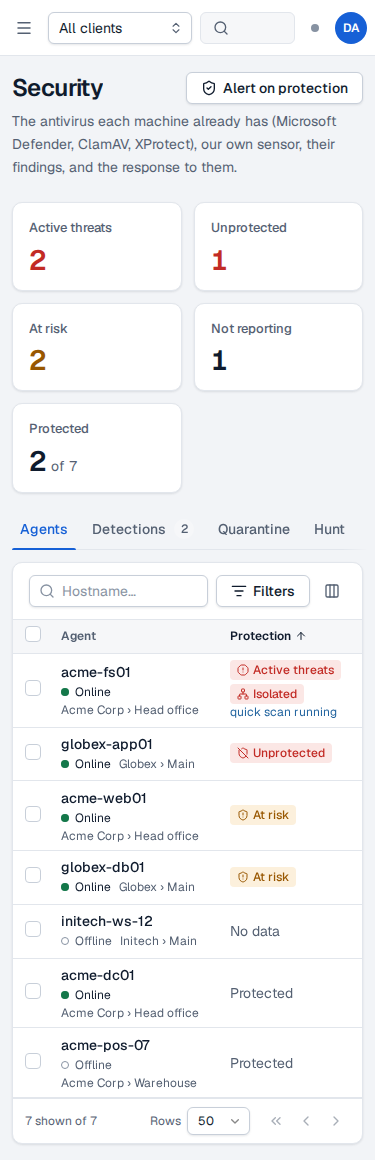 All clients
DA
Security
Alert on protection
The antivirus each machine already has (Microsoft
Defender, ClamAV, XProtect), our own sensor, their
findings, and the response to them.
Active threats
2
Unprotected
1
At risk
2
Not reporting
1
Protected
2 of 7
Agents
Detections 2
Quarantine
Hunt
Hostname...
Filters
Agent
Protection ↑
acme-fs01
Online
Acme Corp › Head office
Active threats
Isolated
quick scan running
globex-app01
Online Globex › Main
Unprotected
acme-web01
Online
Acme Corp › Head office
At risk
globex-db01
Online Globex › Main
At risk
initech-ws-12
Offline Initech › Main
No data
acme-dc01
Online
Acme Corp › Head office
Protected
acme-pos-07
Offline
Acme Corp › Warehouse
Protected
7 shown of 7
Rows 50